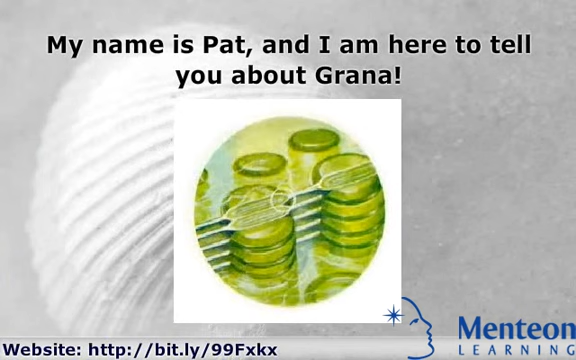 My name is Pat, and I am here to tell
you about Grana!
Menteon
LEARNING
Website: http://bit.ly/99Fxkx